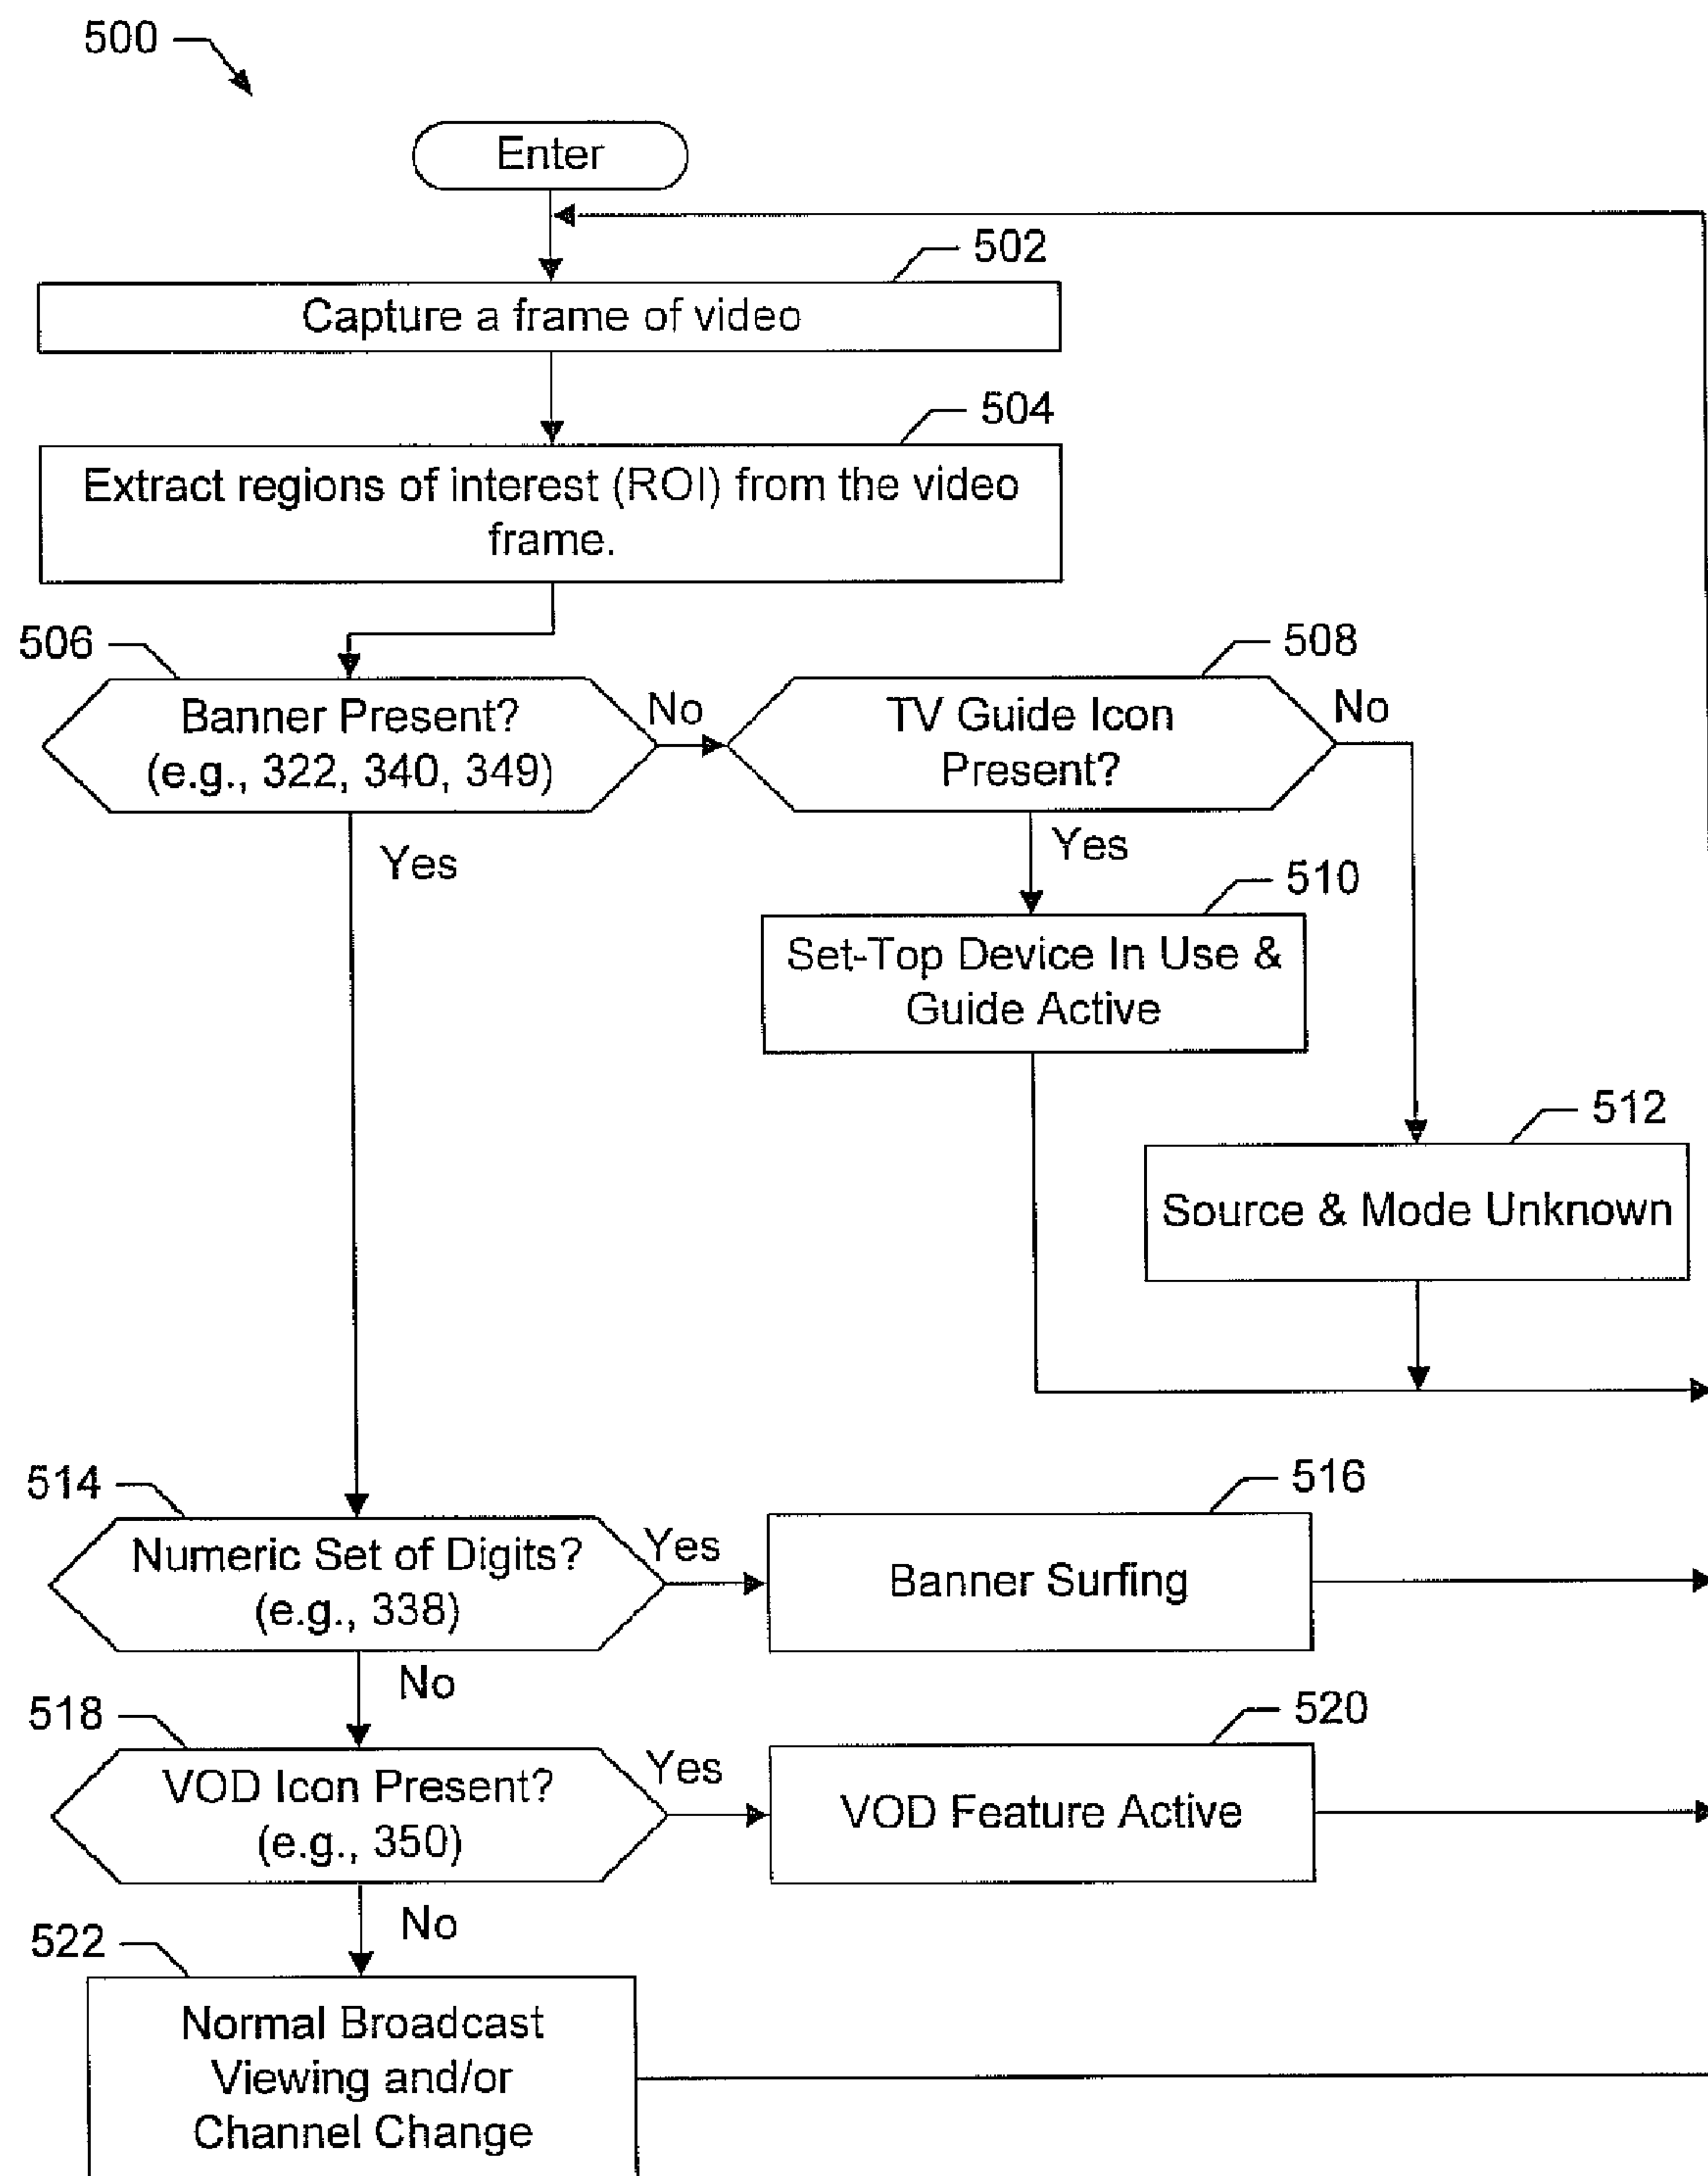 500
Enter
502
Capture a frame of video
504
Extract regions of interest (ROI) from the video
frame.
506
Banner Present?
(e.g., 322, 340, 349)
No
508
TV Guide Icon
Present?
No
Yes
Yes
510
Set-Top Device In Use &
Guide Active
512
Source & Mode Unknown
514
Numeric Set of Digits?
(e.g., 338)
Yes
516
Banner Surfing
No
518
VOD Icon Present?
(e.g., 350)
Yes
520
VOD Feature Active
No
522
Normal Broadcast
Viewing and/or
Channel Change